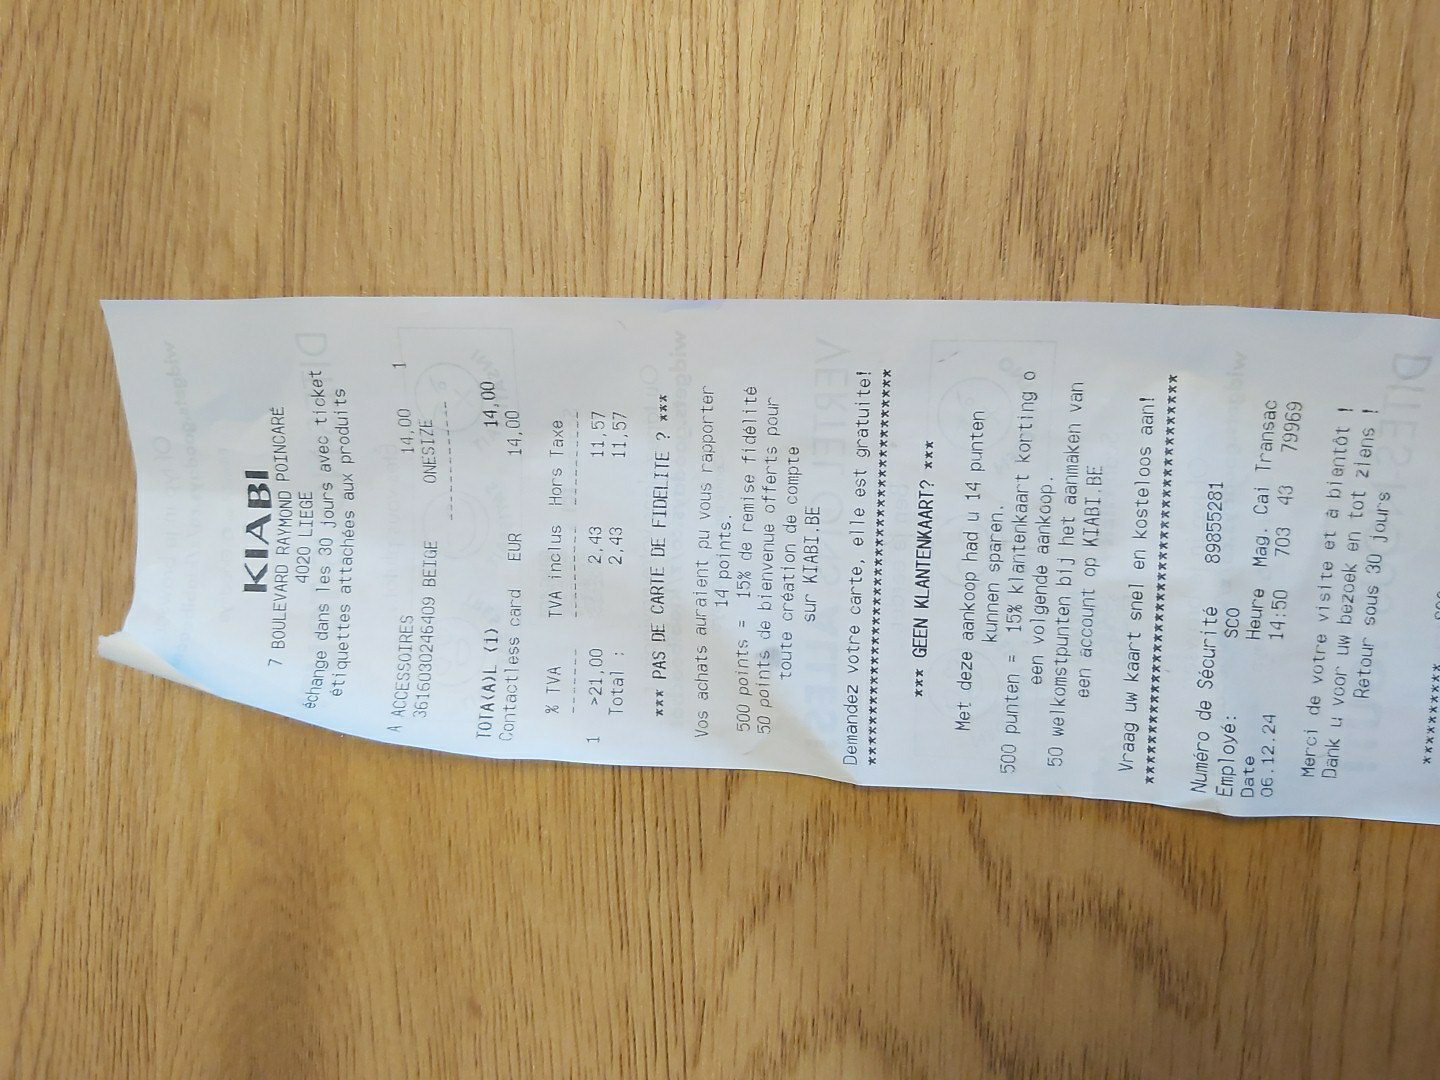 KIABI
7 BOULEVARD RAYMOND POINCARÉ
4020 LIEGE
échange dans les 30 jours avec ticket
étiquettes attachées aux produits
A ACCESSOIRES 14,00 1
3616030246409 BEIGE ONESIZE
--------------
TOTA(A)L (1) 14,00
Contactless card EUR 14,00
% TVA TVA inclus Hors Taxe
------ ---------- ----------
1 >21,00 2,43 11,57
Total : 2,43 11,57
*** PAS DE CARTE DE FIDELITE ? ***
Vos achats auraient pu vous rapporter
14 points.
500 points = 15% de remise fidélité
50 points de bienvenue offerts pour
toute création de compte
sur KIABI.BE
Demandez votre carte, elle est gratuite!
****************************************
*** GEEN KLANTENKAART? ***
Met deze aankoop had u 14 punten
kunnen sparen.
500 punten = 15% klantenkaart korting o
een volgende aankoop.
50 welkomstpunten bij het aanmaken van
een account op KIABI.BE
Vraag uw kaart snel en kosteloos aan!
****************************************
Numéro de Sécurité 89855281
Employé: SCO
Date Heure Mag. Cai Transac
06.12.24 14:50 703 43 79969
Merci de votre visite et à bientôt !
Dank u voor uw bezoek en tot ziens !
Retour sous 30 jours